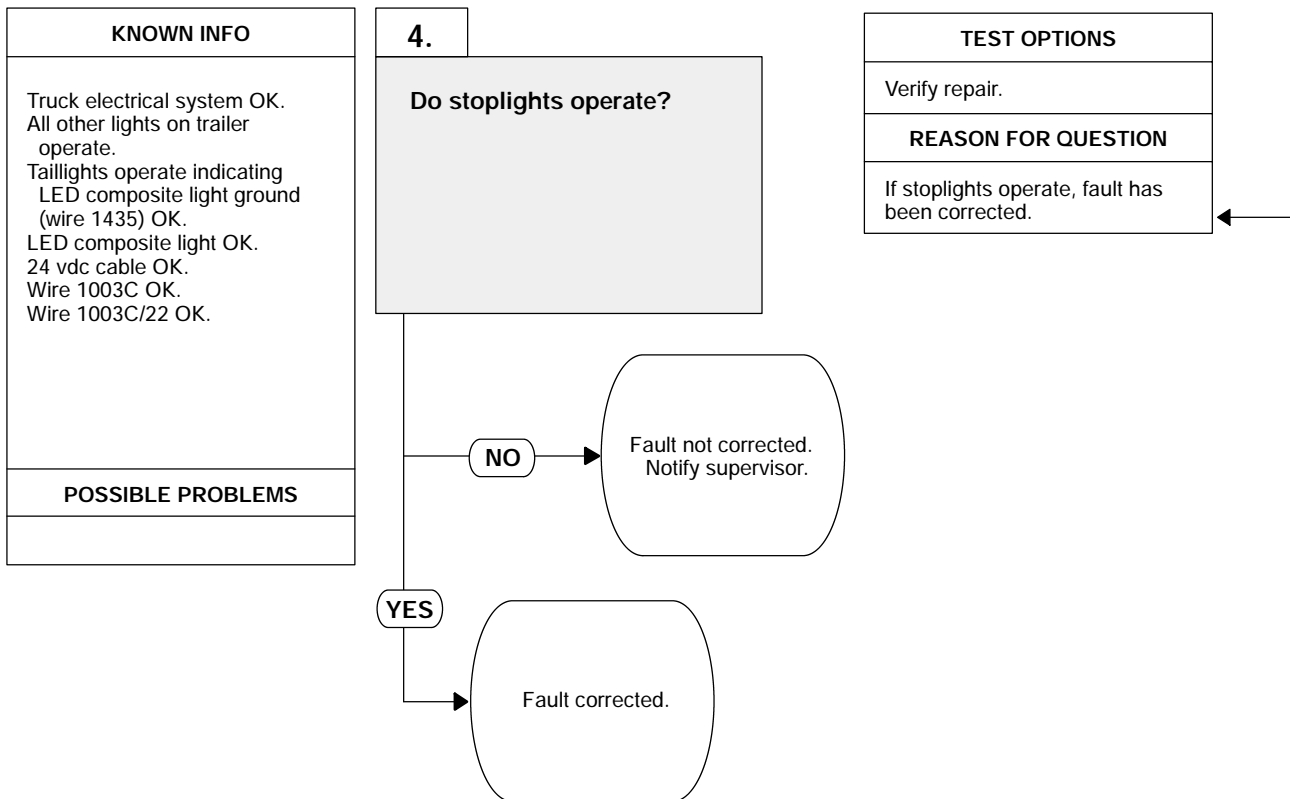 KNOWN INFO
Truck electrical system OK.
All other lights on trailer
operate.
Taillights operate indicating
LED composite light ground
(wire 1435) OK.
LED composite light OK.
24 vdc cable OK.
Wire 1003C OK.
Wire 1003C/22 OK.
POSSIBLE PROBLEMS
4.
Do stoplights operate?
TEST OPTIONS
Verify repair.
REASON FOR QUESTION
If stoplights operate, fault has
been corrected.
NO
Fault not corrected.
Notify supervisor.
YES
Fault corrected.